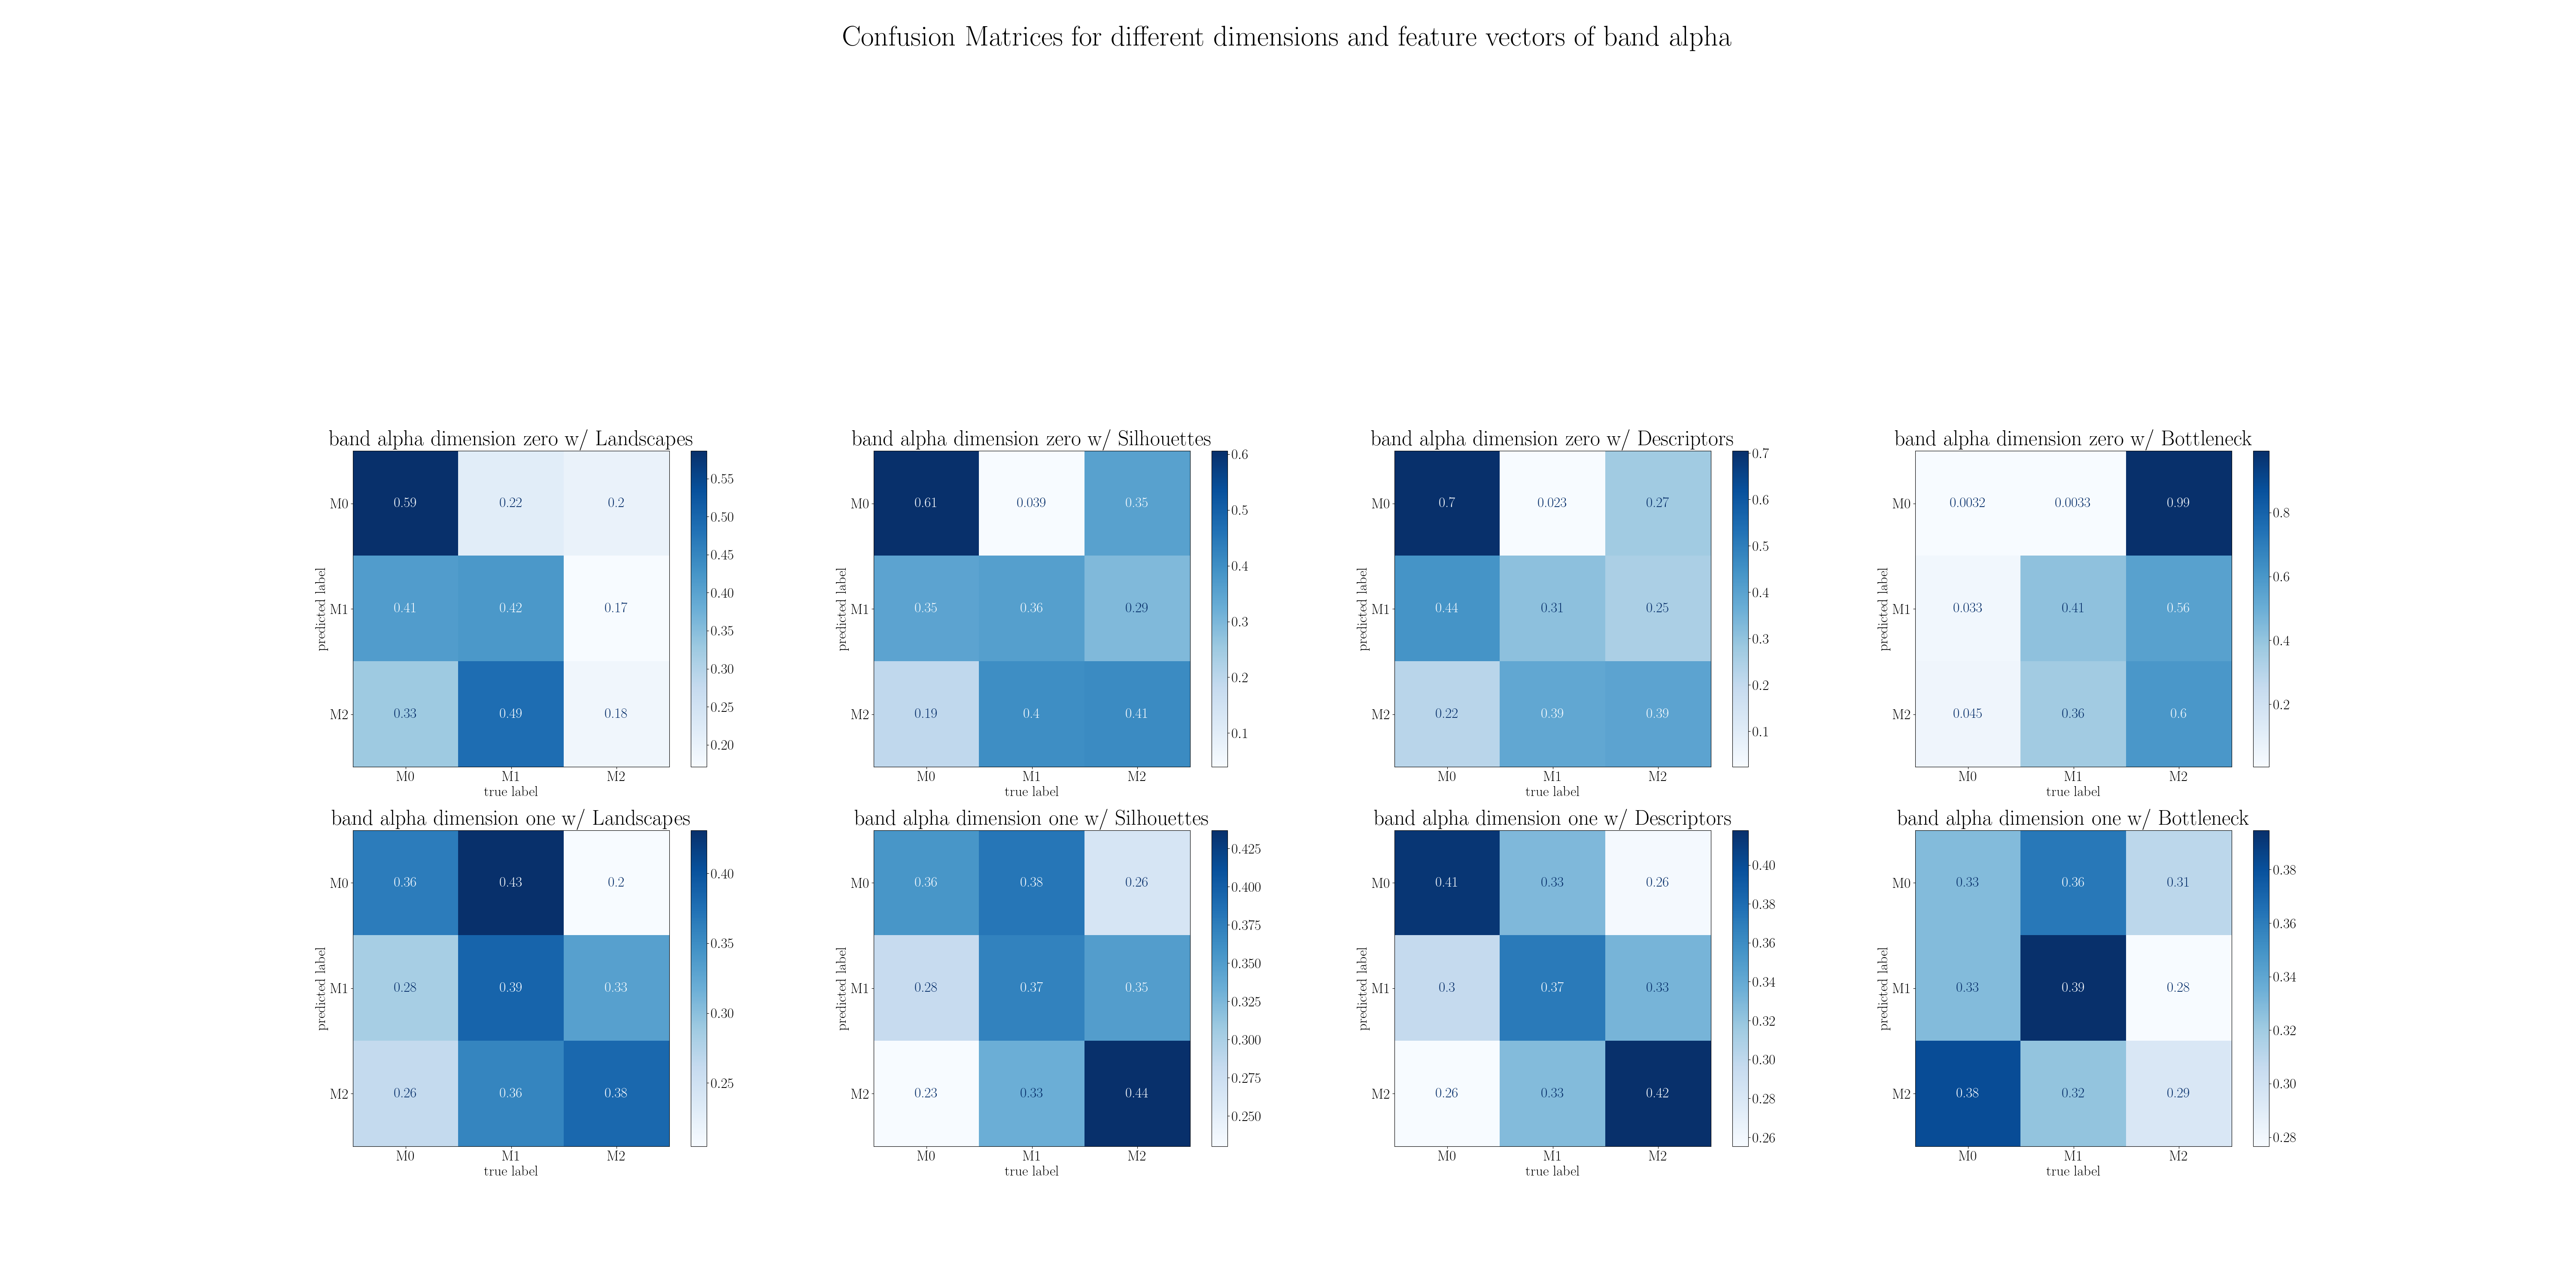 Confusion Matrices for different dimensions and feature vectors of band alpha
band alpha dimension zero w/ Landscapes
M0 0.59 0.22 0.2
M1 0.41 0.42 0.17
M2 0.33 0.49 0.18
predicted label
M0 M1 M2
true label
0.55
0.50
0.45
0.40
0.35
0.30
0.25
0.20
band alpha dimension zero w/ Silhouettes
M0 0.61 0.039 0.35
M1 0.35 0.36 0.29
M2 0.19 0.4 0.41
predicted label
M0 M1 M2
true label
0.6
0.5
0.4
0.3
0.2
0.1
band alpha dimension zero w/ Descriptors
M0 0.7 0.023 0.27
M1 0.44 0.31 0.25
M2 0.22 0.39 0.39
predicted label
M0 M1 M2
true label
0.7
0.6
0.5
0.4
0.3
0.2
0.1
band alpha dimension zero w/ Bottleneck
M0 0.0032 0.0033 0.99
M1 0.033 0.41 0.56
M2 0.045 0.36 0.6
predicted label
M0 M1 M2
true label
0.8
0.6
0.4
0.2
band alpha dimension one w/ Landscapes
M0 0.36 0.43 0.2
M1 0.28 0.39 0.33
M2 0.26 0.36 0.38
predicted label
M0 M1 M2
true label
0.40
0.35
0.30
0.25
band alpha dimension one w/ Silhouettes
M0 0.36 0.38 0.26
M1 0.28 0.37 0.35
M2 0.23 0.33 0.44
predicted label
M0 M1 M2
true label
0.425
0.400
0.375
0.350
0.325
0.300
0.275
0.250
band alpha dimension one w/ Descriptors
M0 0.41 0.33 0.26
M1 0.3 0.37 0.33
M2 0.26 0.33 0.42
predicted label
M0 M1 M2
true label
0.40
0.38
0.36
0.34
0.32
0.30
0.28
0.26
band alpha dimension one w/ Bottleneck
M0 0.33 0.36 0.31
M1 0.33 0.39 0.28
M2 0.38 0.32 0.29
predicted label
M0 M1 M2
true label
0.38
0.36
0.34
0.32
0.30
0.28